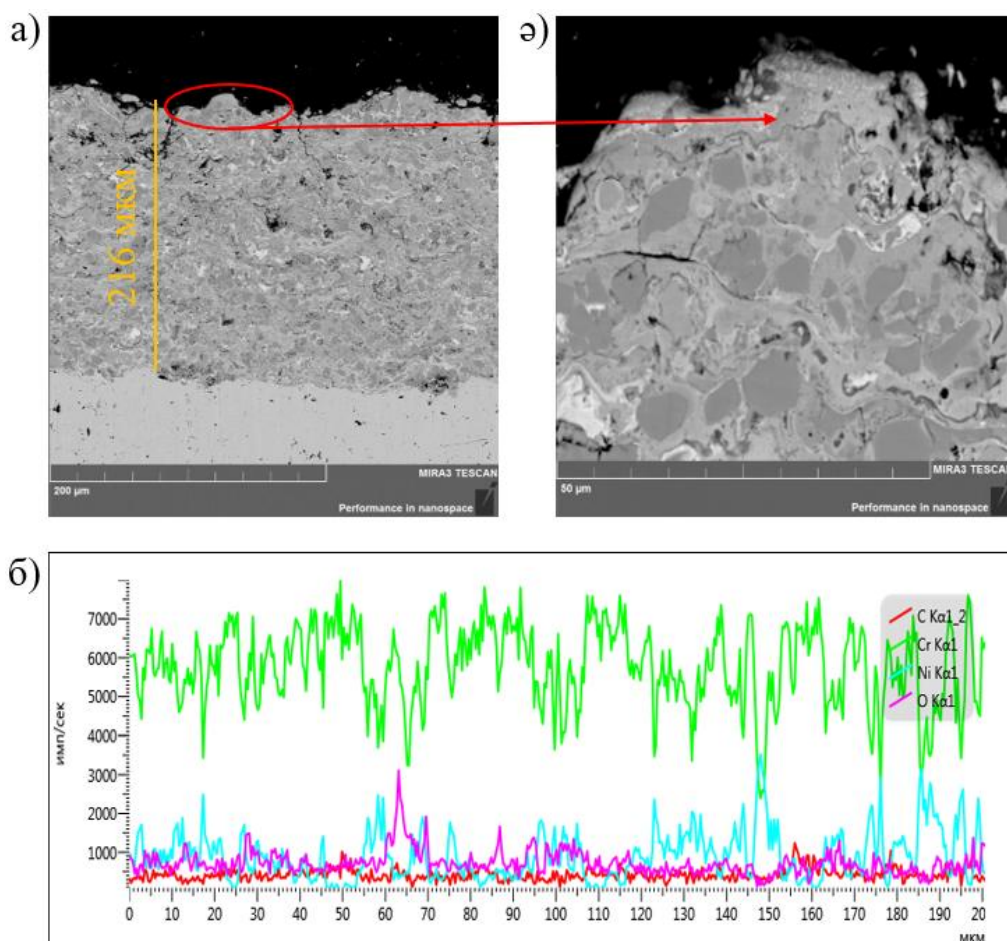 а)
216 мкм
200 µm
MIRA3 TESCAN
Performance in nanospace
ә)
50 µm
MIRA3 TESCAN
Performance in nanospace
б)
имп/сек
7000
6000
5000
4000
3000
2000
1000
C Kα1_2
Cr Kα1
Ni Kα1
O Kα1
0 10 20 30 40 50 60 70 80 90 100 110 120 130 140 150 160 170 180 190 20
мкм